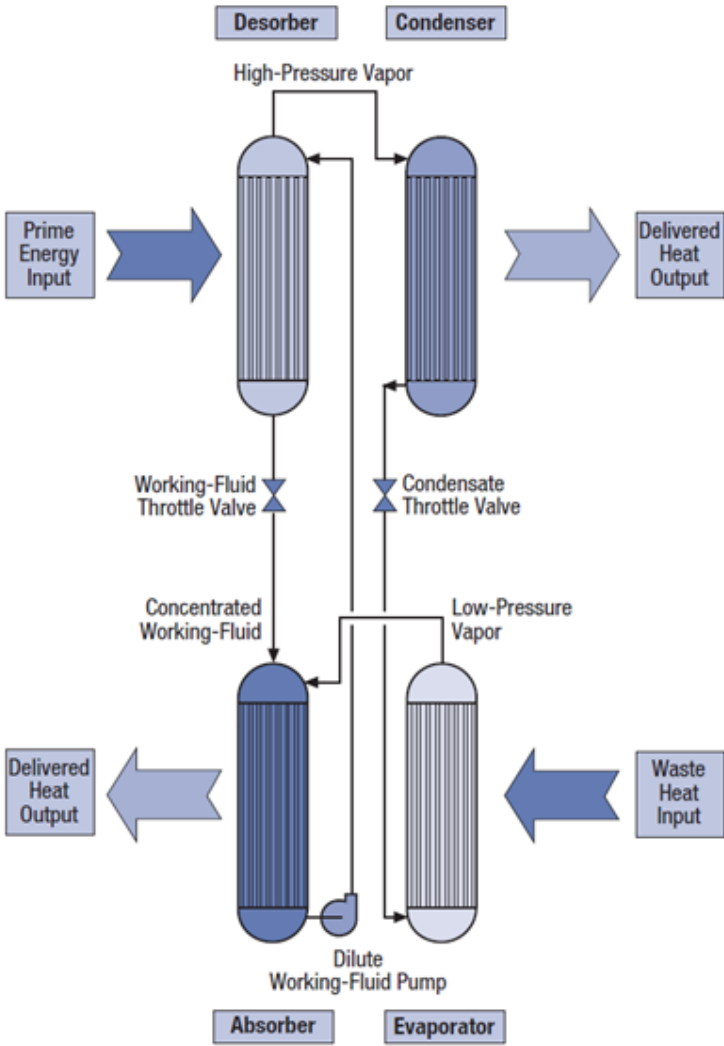 Desorber
Condenser
High-Pressure Vapor
Prime
Energy
Input
Delivered
Heat
Output
Working-Fluid
Throttle Valve
Condensate
Throttle Valve
Concentrated
Working-Fluid
Low-Pressure
Vapor
Delivered
Heat
Output
Waste
Heat
Input
Dilute
Working-Fluid Pump
Absorber
Evaporator